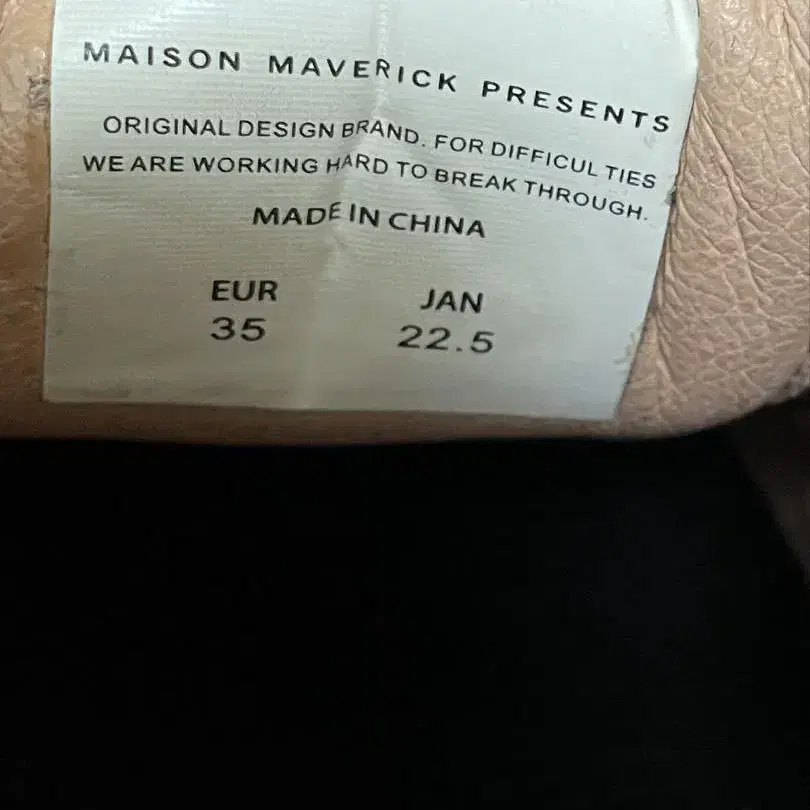 MAISON MAVERICK PRESENTS
ORIGINAL DESIGN BRAND. FOR DIFFICUL TIES
WE ARE WORKING HARD TO BREAK THROUGH.
MADE IN CHINA
EUR JAN
35 22.5